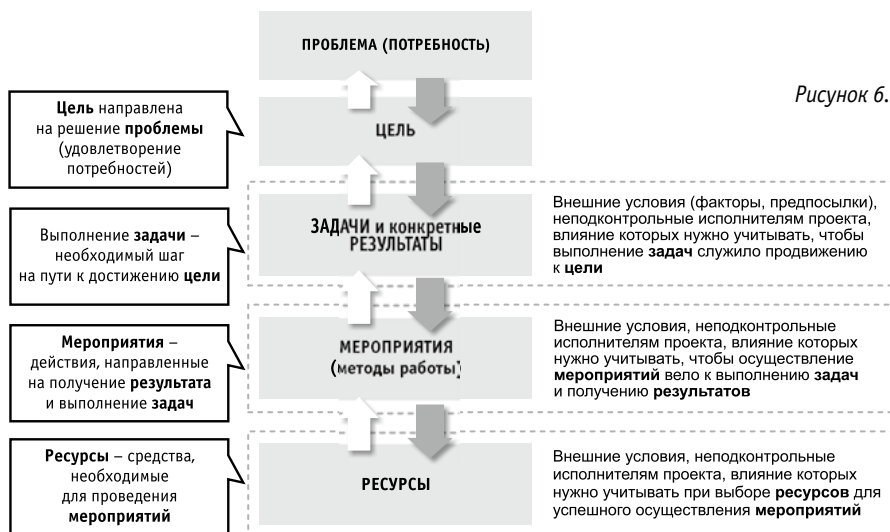 ПРОБЛЕМА (ПОТРЕБНОСТЬ)
Рисунок 6.
Цель направлена
на решение проблемы
(удовлетворение
потребностей)
ЦЕЛЬ
Выполнение задачи –
необходимый шаг
на пути к достижению цели
ЗАДАЧИ и конкретные
РЕЗУЛЬТАТЫ
Внешние условия (факторы, предпосылки),
неподконтрольные исполнителям проекта,
влияние которых нужно учитывать, чтобы
выполнение задач служило продвижению
к цели
Мероприятия –
действия, направленные
на получение результата
и выполнение задач
МЕРОПРИЯТИЯ
(методы работы)
Внешние условия, неподконтрольные
исполнителям проекта, влияние которых
нужно учитывать, чтобы осуществление
мероприятий вело к выполнению задач
и получению результатов
Ресурсы – средства,
необходимые
для проведения
мероприятий
РЕСУРСЫ
Внешние условия, неподконтрольные
исполнителям проекта, влияние которых
нужно учитывать при выборе ресурсов для
успешного осуществления мероприятий